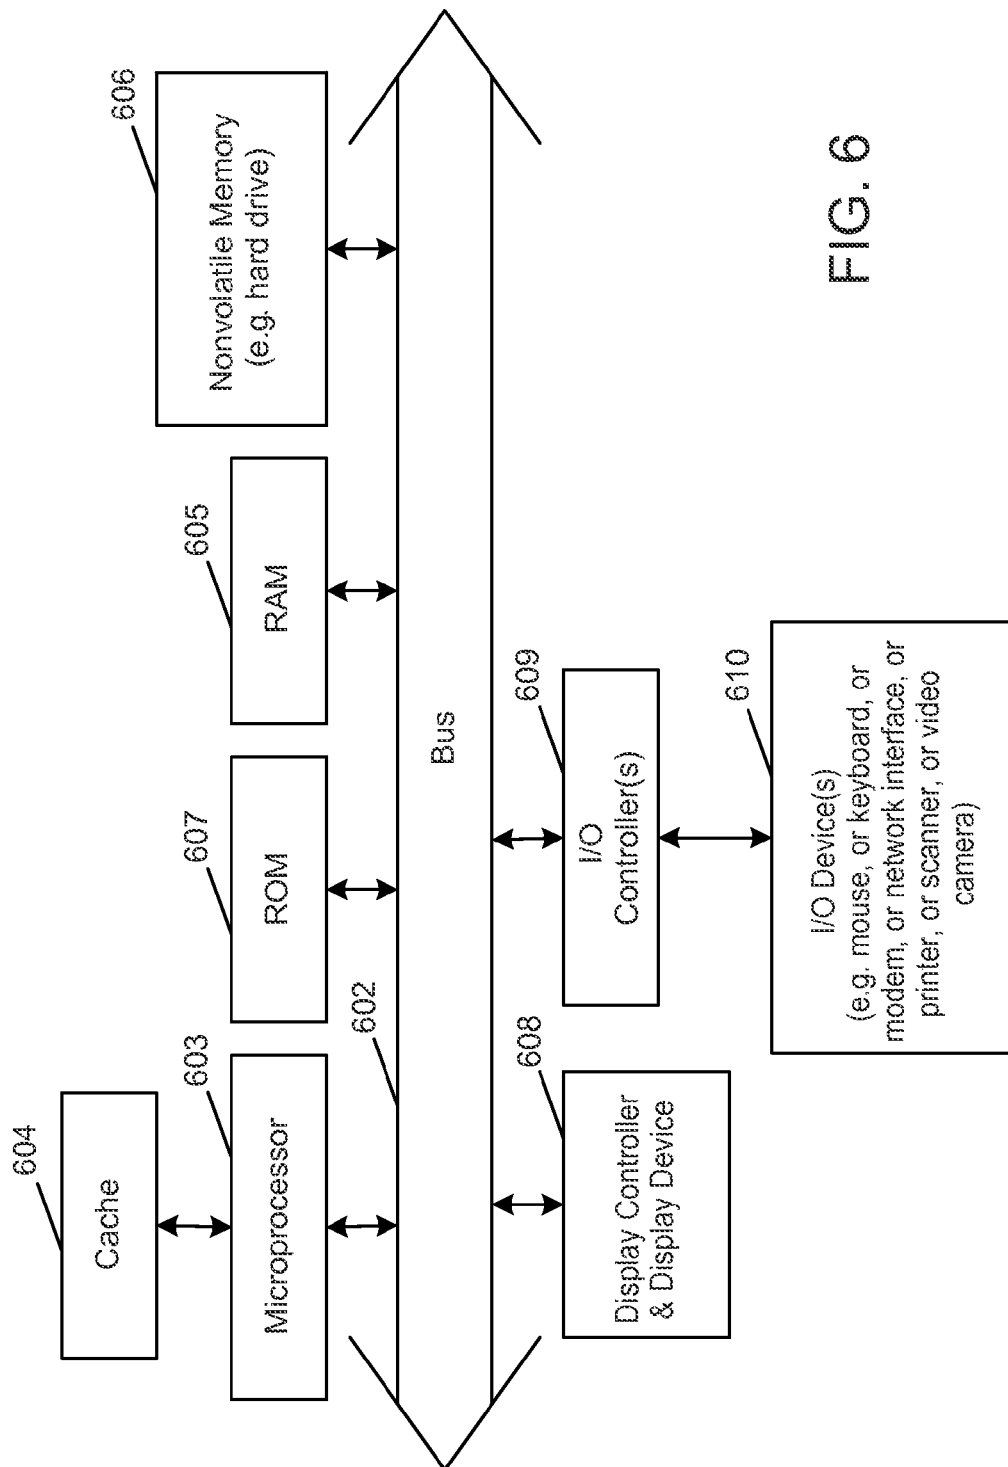 604
Cache
603
Microprocessor
607
ROM
605
RAM
606
Nonvolatile Memory
(e.g. hard drive)
602
Bus
608
Display Controller
& Display Device
609
I/O
Controller(s)
610
I/O Device(s)
(e.g. mouse, or keyboard, or
modem, or network interface, or
printer, or scanner, or video
camera)
FIG. 6